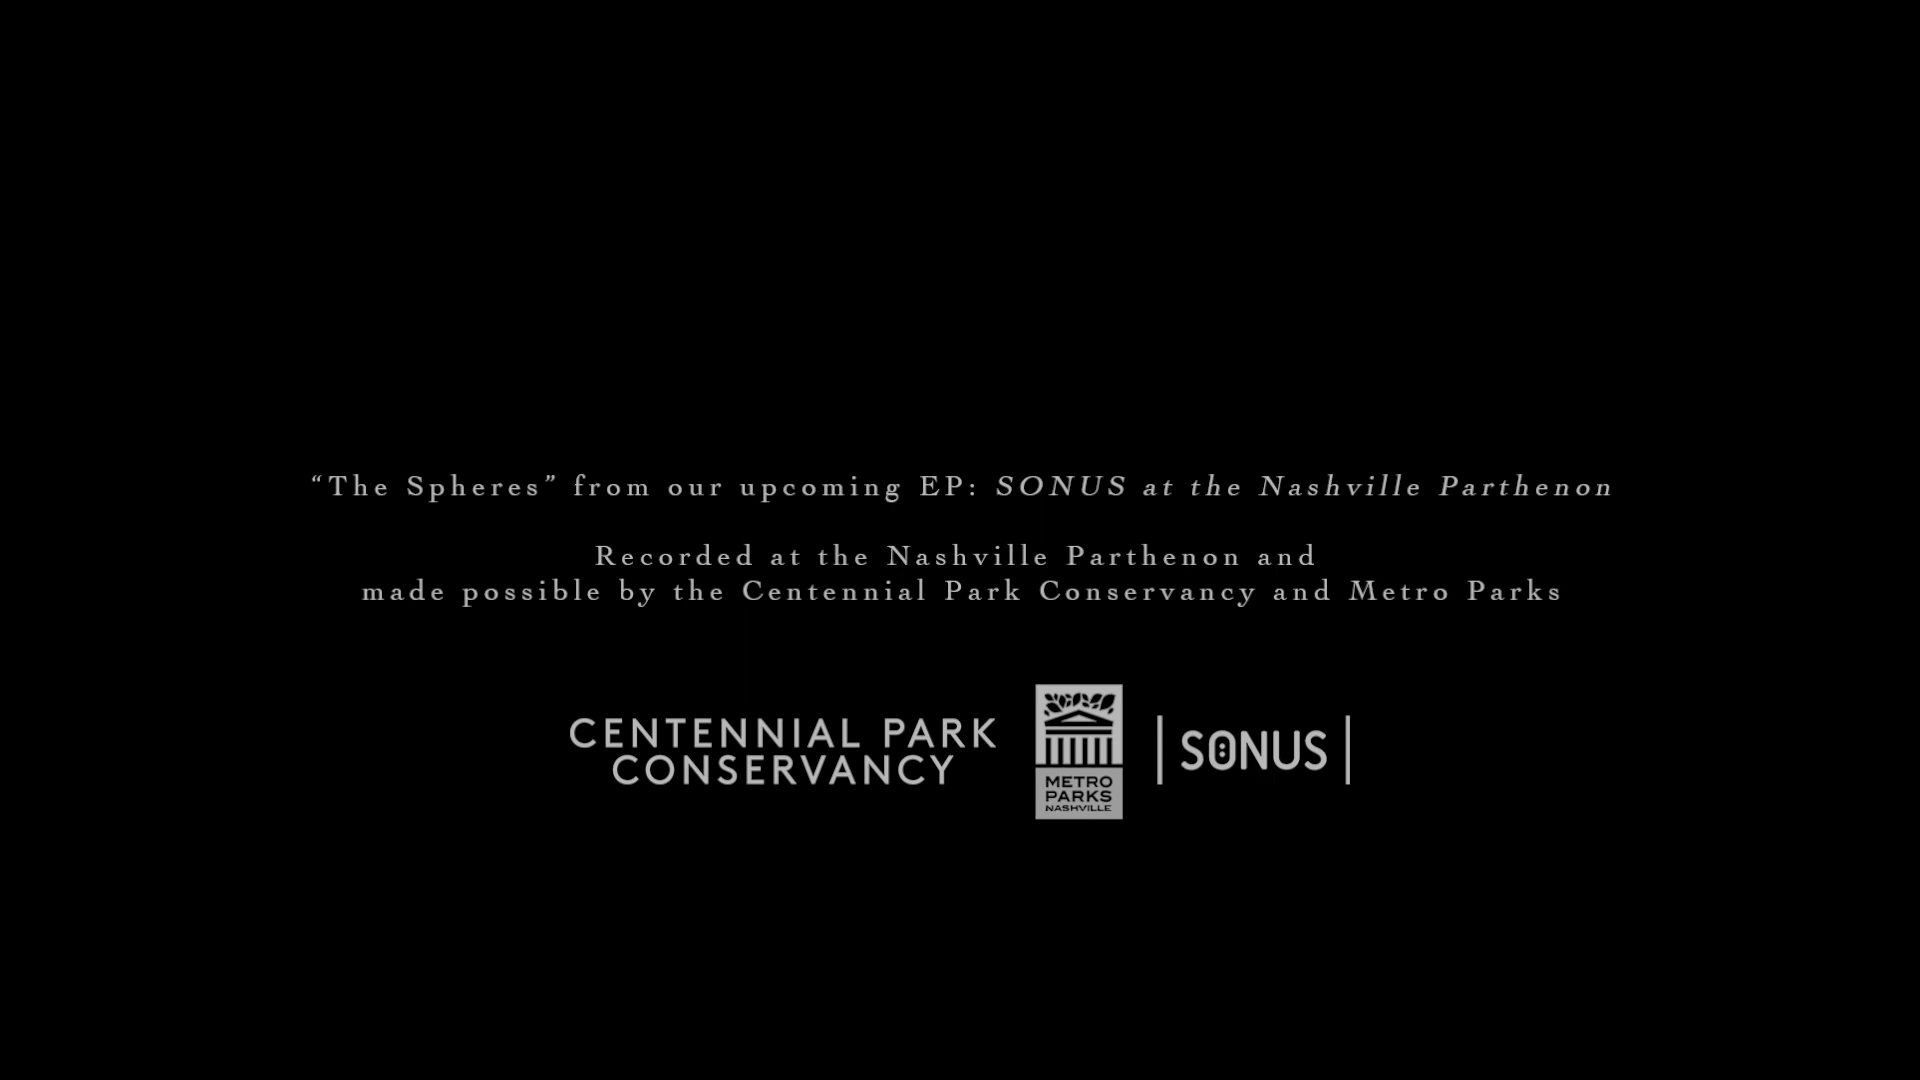 “The Spheres” from our upcoming EP: SONUS at the Nashville Parthenon
Recorded at the Nashville Parthenon and
made possible by the Centennial Park Conservancy and Metro Parks
CENTENNIAL PARK
CONSERVANCY
METRO
PARKS
NASHVILLE
SONUS